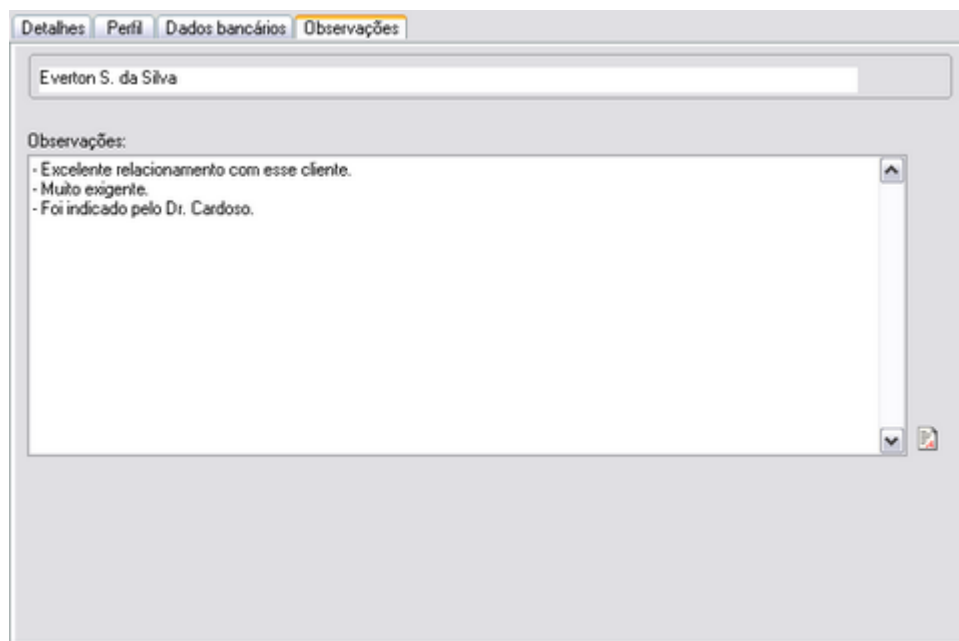 Detalhes Perfil Dados bancários Observações
Everton S. da Silva
Observações:
- Excelente relacionamento com esse cliente.
- Muito exigente.
- Foi indicado pelo Dr. Cardoso.